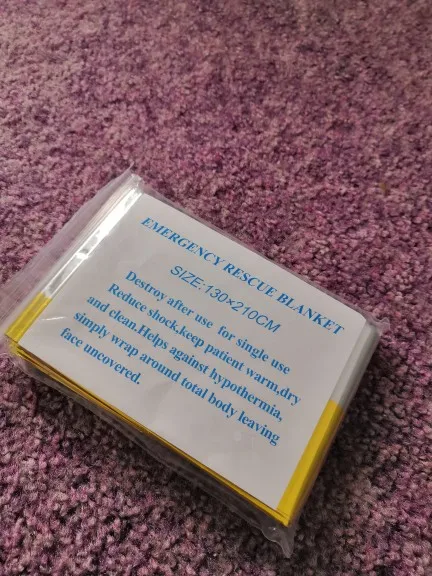 EMERGENCY RESCUE BLANKET
SIZE:130×210CM
Destroy after use for single use
Reduce shock,keep patient warm,dry
and clean.Helps against hypothermia,
simply wrap around total body leaving
face uncovered.